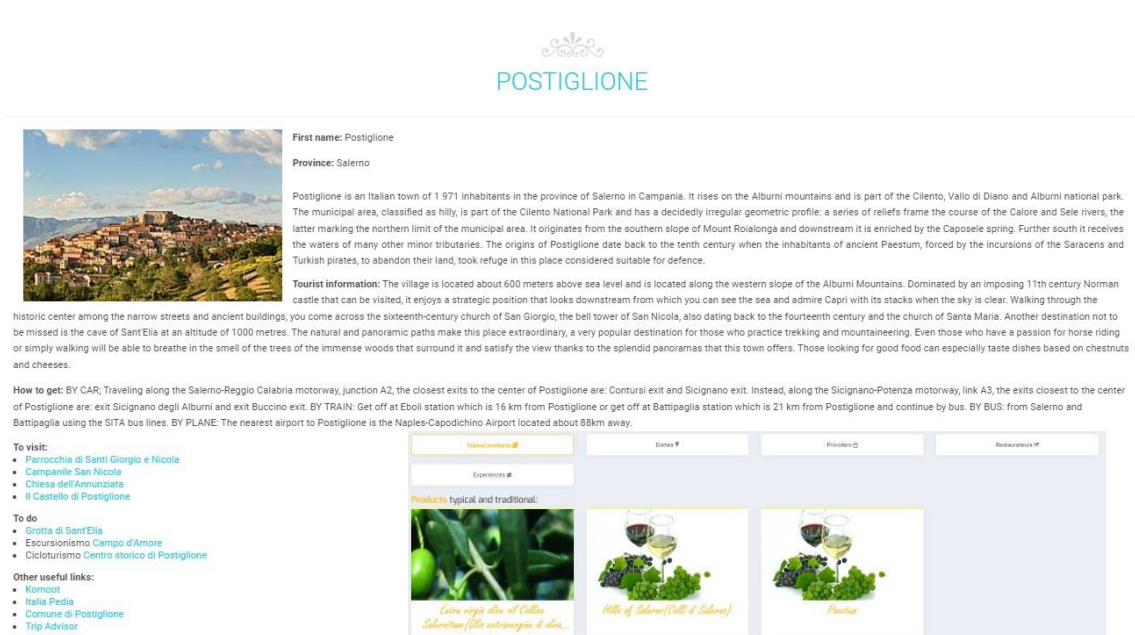 POSTIGLIONE
First name: Postiglione
Province: Salerno
Postiglione is an Italian town of 1 971 inhabitants in the province of Salerno in Campania. It rises on the Alburni mountains and is part of the Cilento, Vallo di Diano and Alburni national park.
The municipal area, classified as hilly, is part of the Cilento National Park and has a decidedly irregular geometric profile: a series of reliefs frame the course of the Calore and Sele rivers, the
latter marking the northern limit of the municipal area. It originates from the southern slope of Mount Roialonga and downstream it is enriched by the Caposele spring. Further south it receives
the waters of many other minor tributaries. The origins of Postiglione date back to the tenth century when the inhabitants of ancient Paestum, forced by the incursions of the Saracens and
Turkish pirates, to abandon their land, took refuge in this place considered suitable for defence.
Tourist information: The village is located about 600 meters above sea level and is located along the western slope of the Alburni Mountains. Dominated by an imposing 11th century Norman
castle that can be visited, it enjoys a strategic position that looks downstream from which you can see the sea and admire Capri with its stacks when the sky is clear. Walking through the
historic center among the narrow streets and ancient buildings, you come across the sixteenth-century church of San Giorgio, the bell tower of San Nicola, also dating back to the fourteenth century and the church of Santa Maria. Another destination not to
be missed is the cave of Sant'Elia at an altitude of 1000 metres. The natural and panoramic paths make this place extraordinary, a very popular destination for those who practice trekking and mountaineering. Even those who have a passion for horse riding
or simply walking will be able to breathe in the smell of the trees of the immense woods that surround it and satisfy the view thanks to the splendid panoramas that this town offers. Those looking for good food can especially taste dishes based on chestnuts
and cheeses.
How to get: BY CAR; Traveling along the Salerno-Reggio Calabria motorway, junction A2, the closest exits to the center of Postiglione are: Contursi exit and Sicignano exit. Instead, along the Sicignano-Potenza motorway, link A3, the exits closest to the center
of Postiglione are: exit Sicignano degli Alburni and exit Buccino exit. BY TRAIN: Get off at Eboli station which is 16 km from Postiglione or get off at Battipaglia station which is 21 km from Postiglione and continue by bus. BY BUS: from Salerno and
Battipaglia using the SITA bus lines. BY PLANE: The nearest airport to Postiglione is the Naples-Capodichino Airport located about 88km away.
To visit:
Parrocchia di Santi Giorgio e Nicola
Campanile San Nicola
Chiesa dell'Annunziata
Il Castello di Postiglione
To do
Grotta di Sant'Elia
Escursionismo Campo d'Amore
Cicloturismo Centro storico di Postiglione
Other useful links:
Komoot
Italia Pedia
Comune di Postiglione
Trip Advisor
Typical products
Dishes
Providers
Restaurateurs
Experiences
Products typical and traditional:
Extra virgin olive oil Colline
Salernitane (Olio extravergine di oliva...
Hills of Salerno (Colli di Salerno)
Paestum